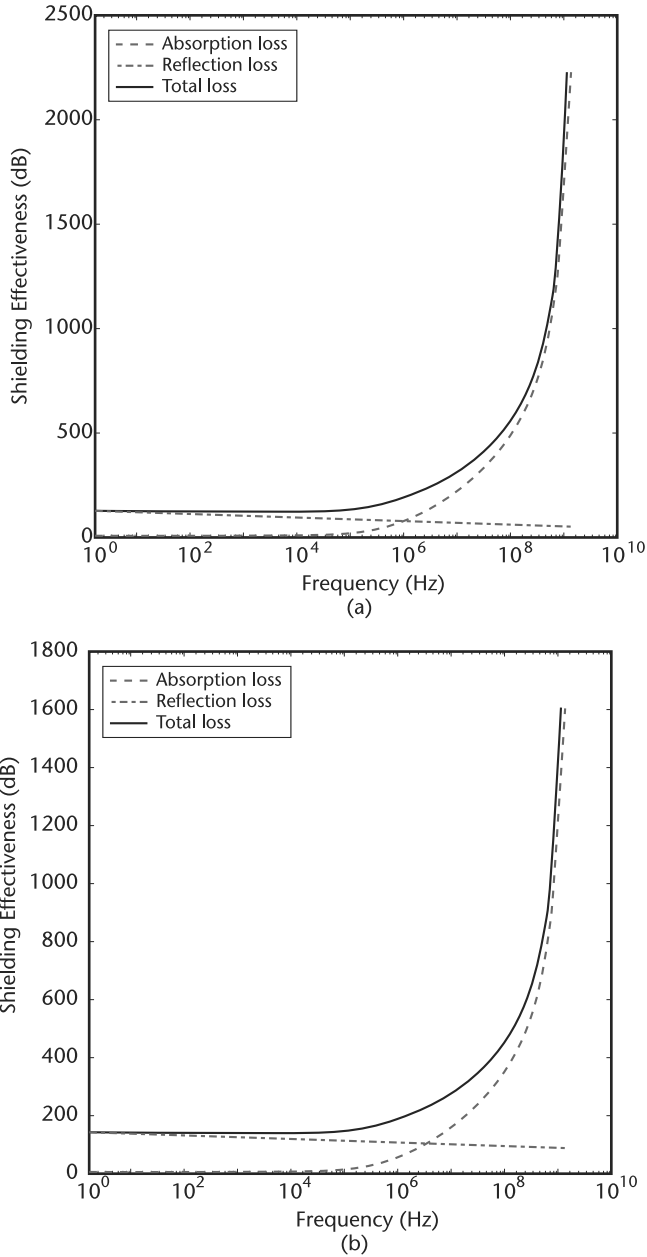 2500
Absorption loss
Reflection loss
Total loss
2000
1500
1000
500
0
10^0 10^2 10^4 10^6 10^8 10^10
Shielding Effectiveness (dB)
Frequency (Hz)
(a)
1800
Absorption loss
Reflection loss
Total loss
1600
1400
1200
1000
800
600
400
200
0
10^0 10^2 10^4 10^6 10^8 10^10
Shielding Effectiveness (dB)
Frequency (Hz)
(b)